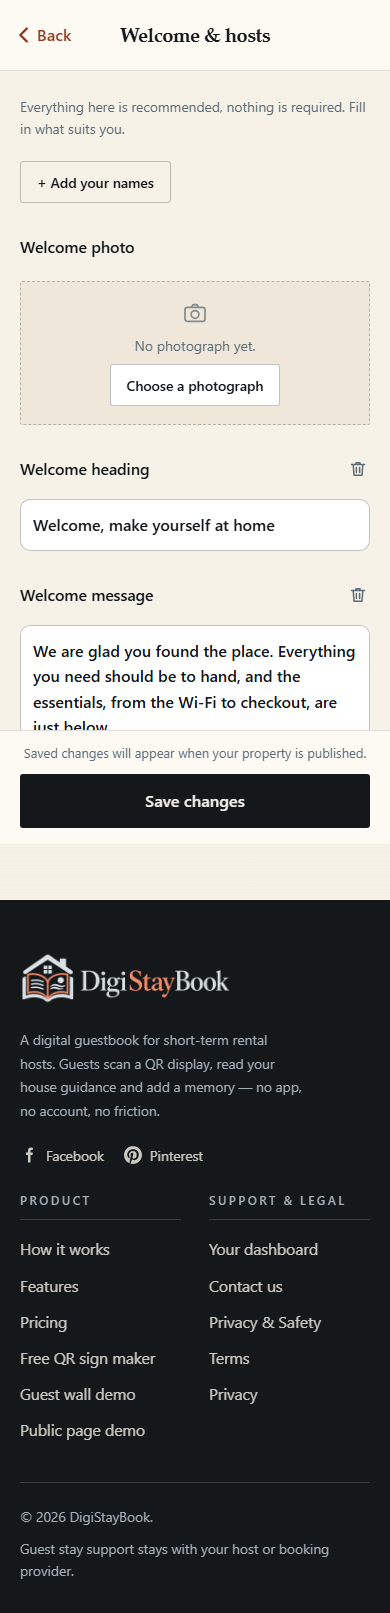 Back
Welcome & hosts
Everything here is recommended, nothing is required. Fill
in what suits you.
+ Add your names
Welcome photo
No photograph yet.
Choose a photograph
Welcome heading
Welcome, make yourself at home
Welcome message
We are glad you found the place. Everything
you need should be to hand, and the
essentials, from the Wi-Fi to checkout, are
just below.
Saved changes will appear when your property is published.
Save changes
DigiStayBook
A digital guestbook for short-term rental
hosts. Guests scan a QR display, read your
house guidance and add a memory — no app,
no account, no friction.
Facebook
Pinterest
PRODUCT
How it works
Features
Pricing
Free QR sign maker
Guest wall demo
Public page demo
SUPPORT & LEGAL
Your dashboard
Contact us
Privacy & Safety
Terms
Privacy
© 2026 DigiStayBook.
Guest stay support stays with your host or booking
provider.